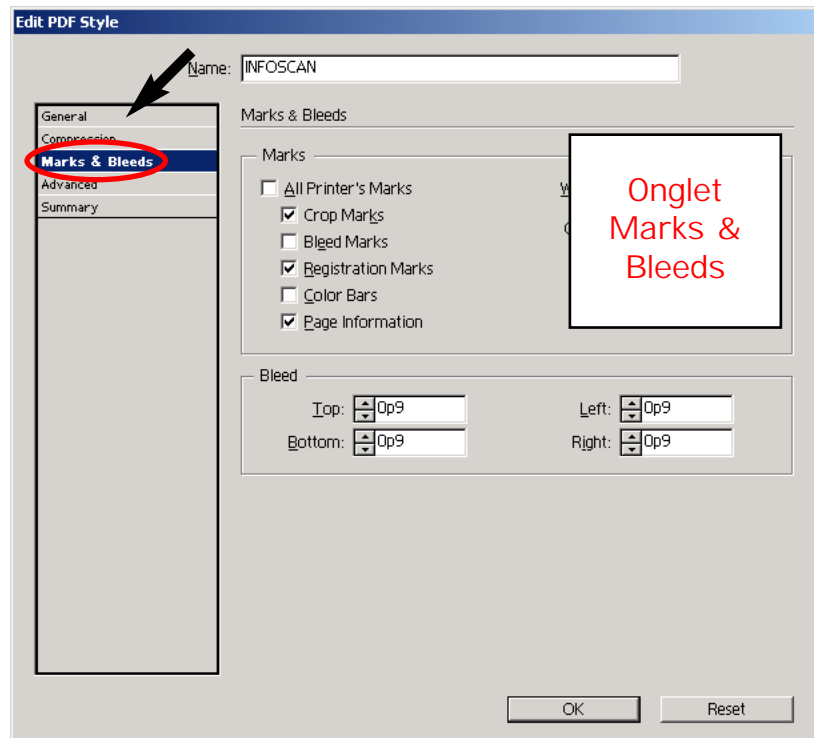 Edit PDF Style
Name: INFOSCAN
General
Compression
Marks & Bleeds
Advanced
Summary
Marks & Bleeds
Marks
All Printer's Marks
Crop Marks
Bleed Marks
Registration Marks
Color Bars
Page Information
Onglet
Marks &
Bleeds
Bleed
Top: 0p9 Left: 0p9
Bottom: 0p9 Right: 0p9
OK Reset